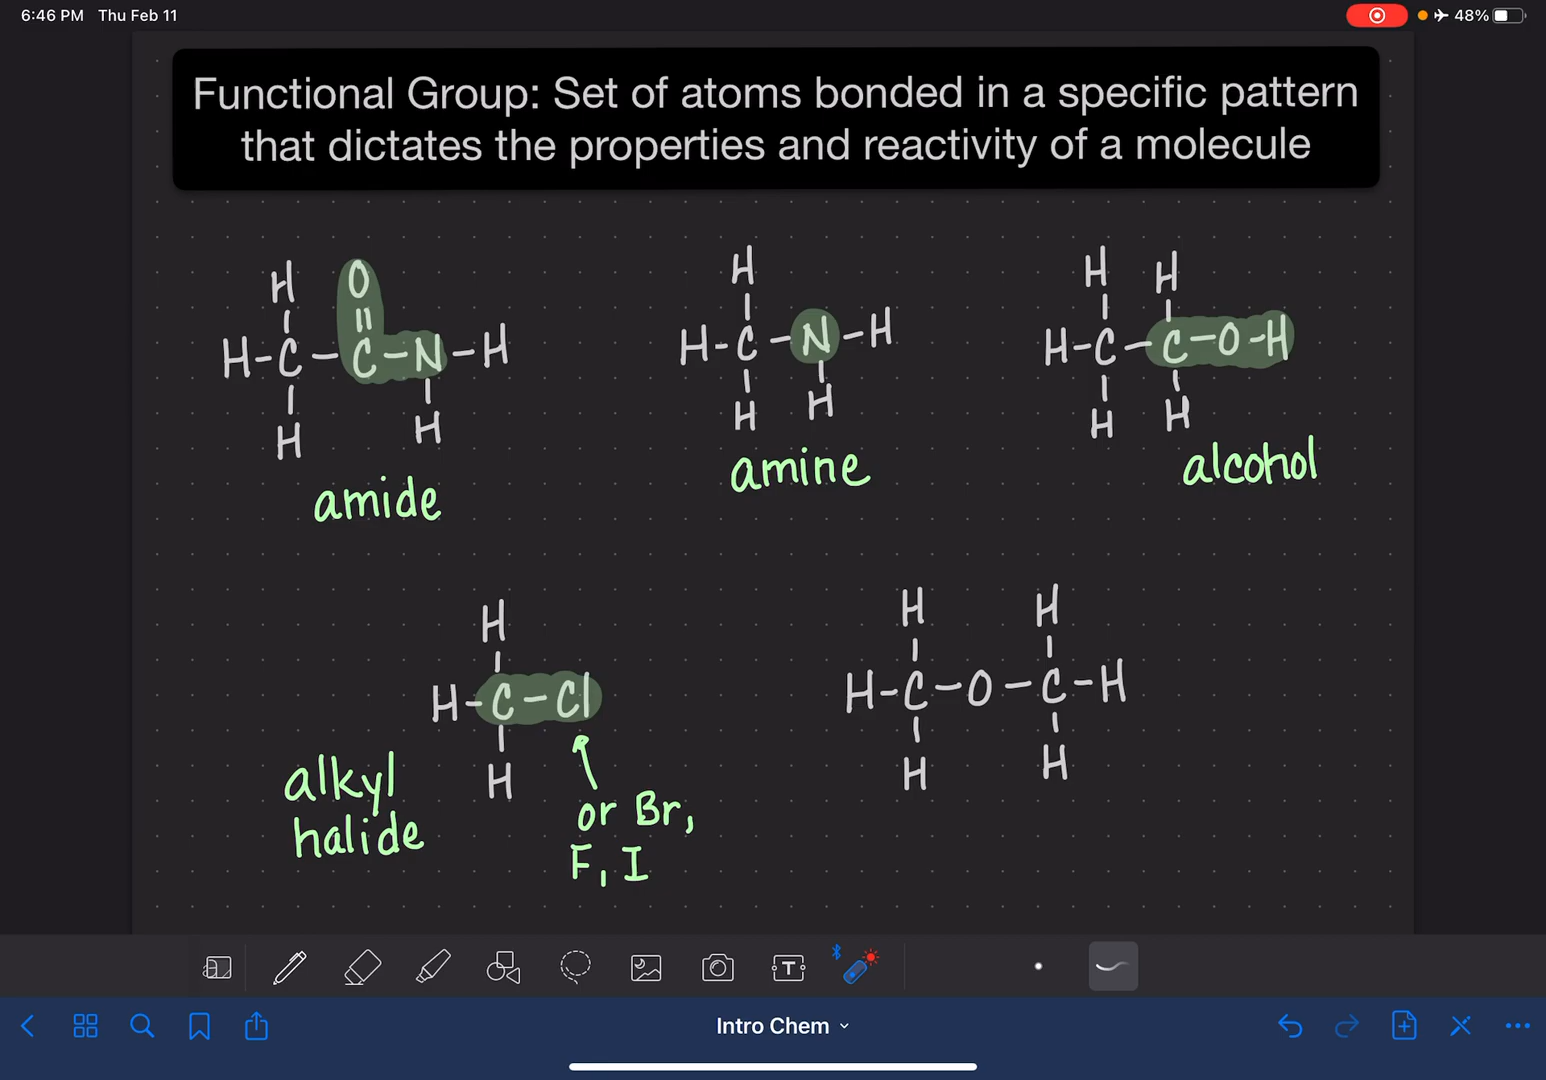 6:46 PM Thu Feb 11
48%
Functional Group: Set of atoms bonded in a specific pattern
that dictates the properties and reactivity of a molecule
H O
H-C-C-N-H
H H
amide
H
H-C-N-H
H H
amine
H H
H-C-C-O-H
H H
alcohol
H
H-C-Cl
H
alkyl
halide
or Br,
F, I
H H
H-C-O-C-H
H H
T
Intro Chem